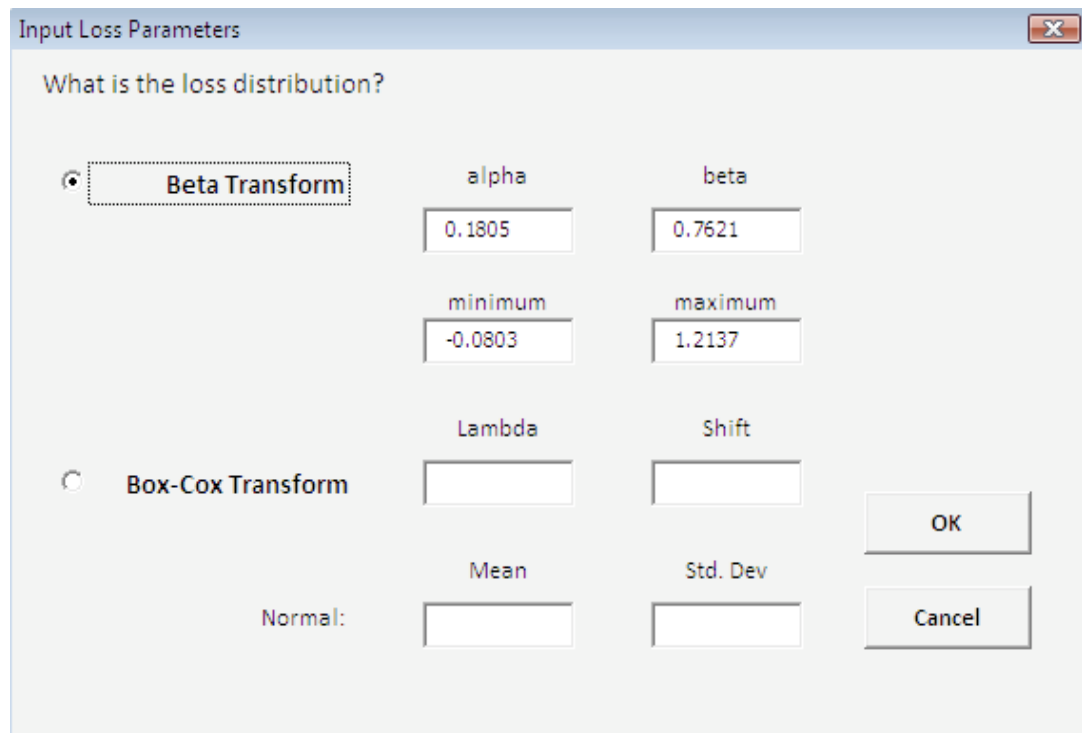 Input Loss Parameters
What is the loss distribution?
alpha beta
Beta Transform
0.1805 0.7621
minimum maximum
-0.0803 1.2137
Lambda Shift
Box-Cox Transform
OK
Mean Std. Dev
Normal:
Cancel